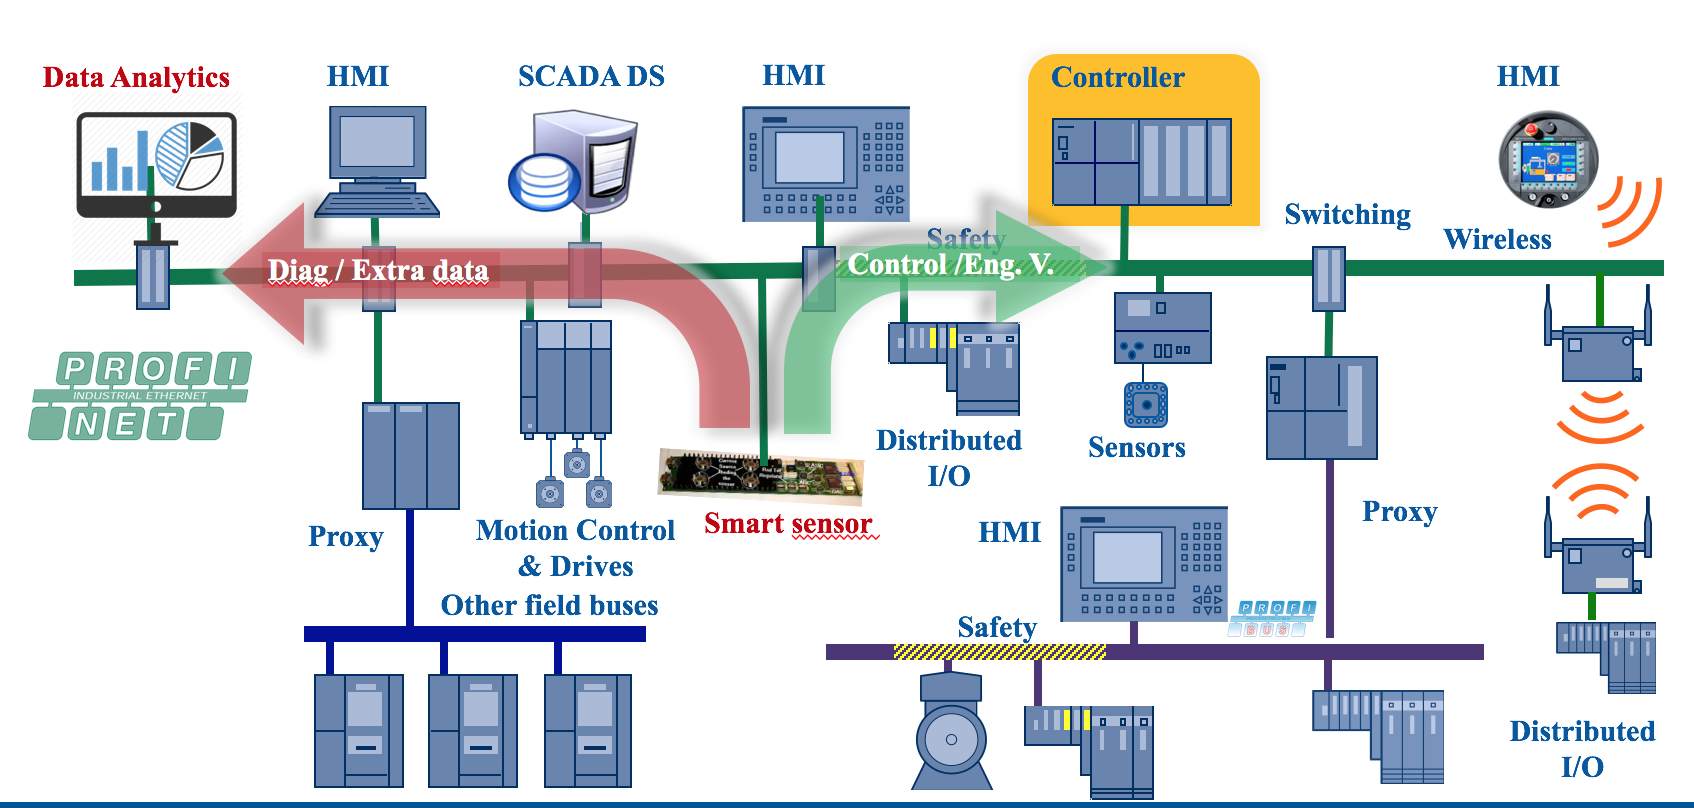 Data Analytics
HMI
SCADA DS
HMI
Controller
HMI
Switching
Wireless
Safety
Diag / Extra data
Control /Eng. V.
PROFI
INDUSTRIAL ETHERNET
NET
Distributed
I/O
Sensors
Smart sensor
Proxy
Motion Control
& Drives
Other field buses
HMI
Proxy
PROFI
BUS
Safety
Distributed
I/O